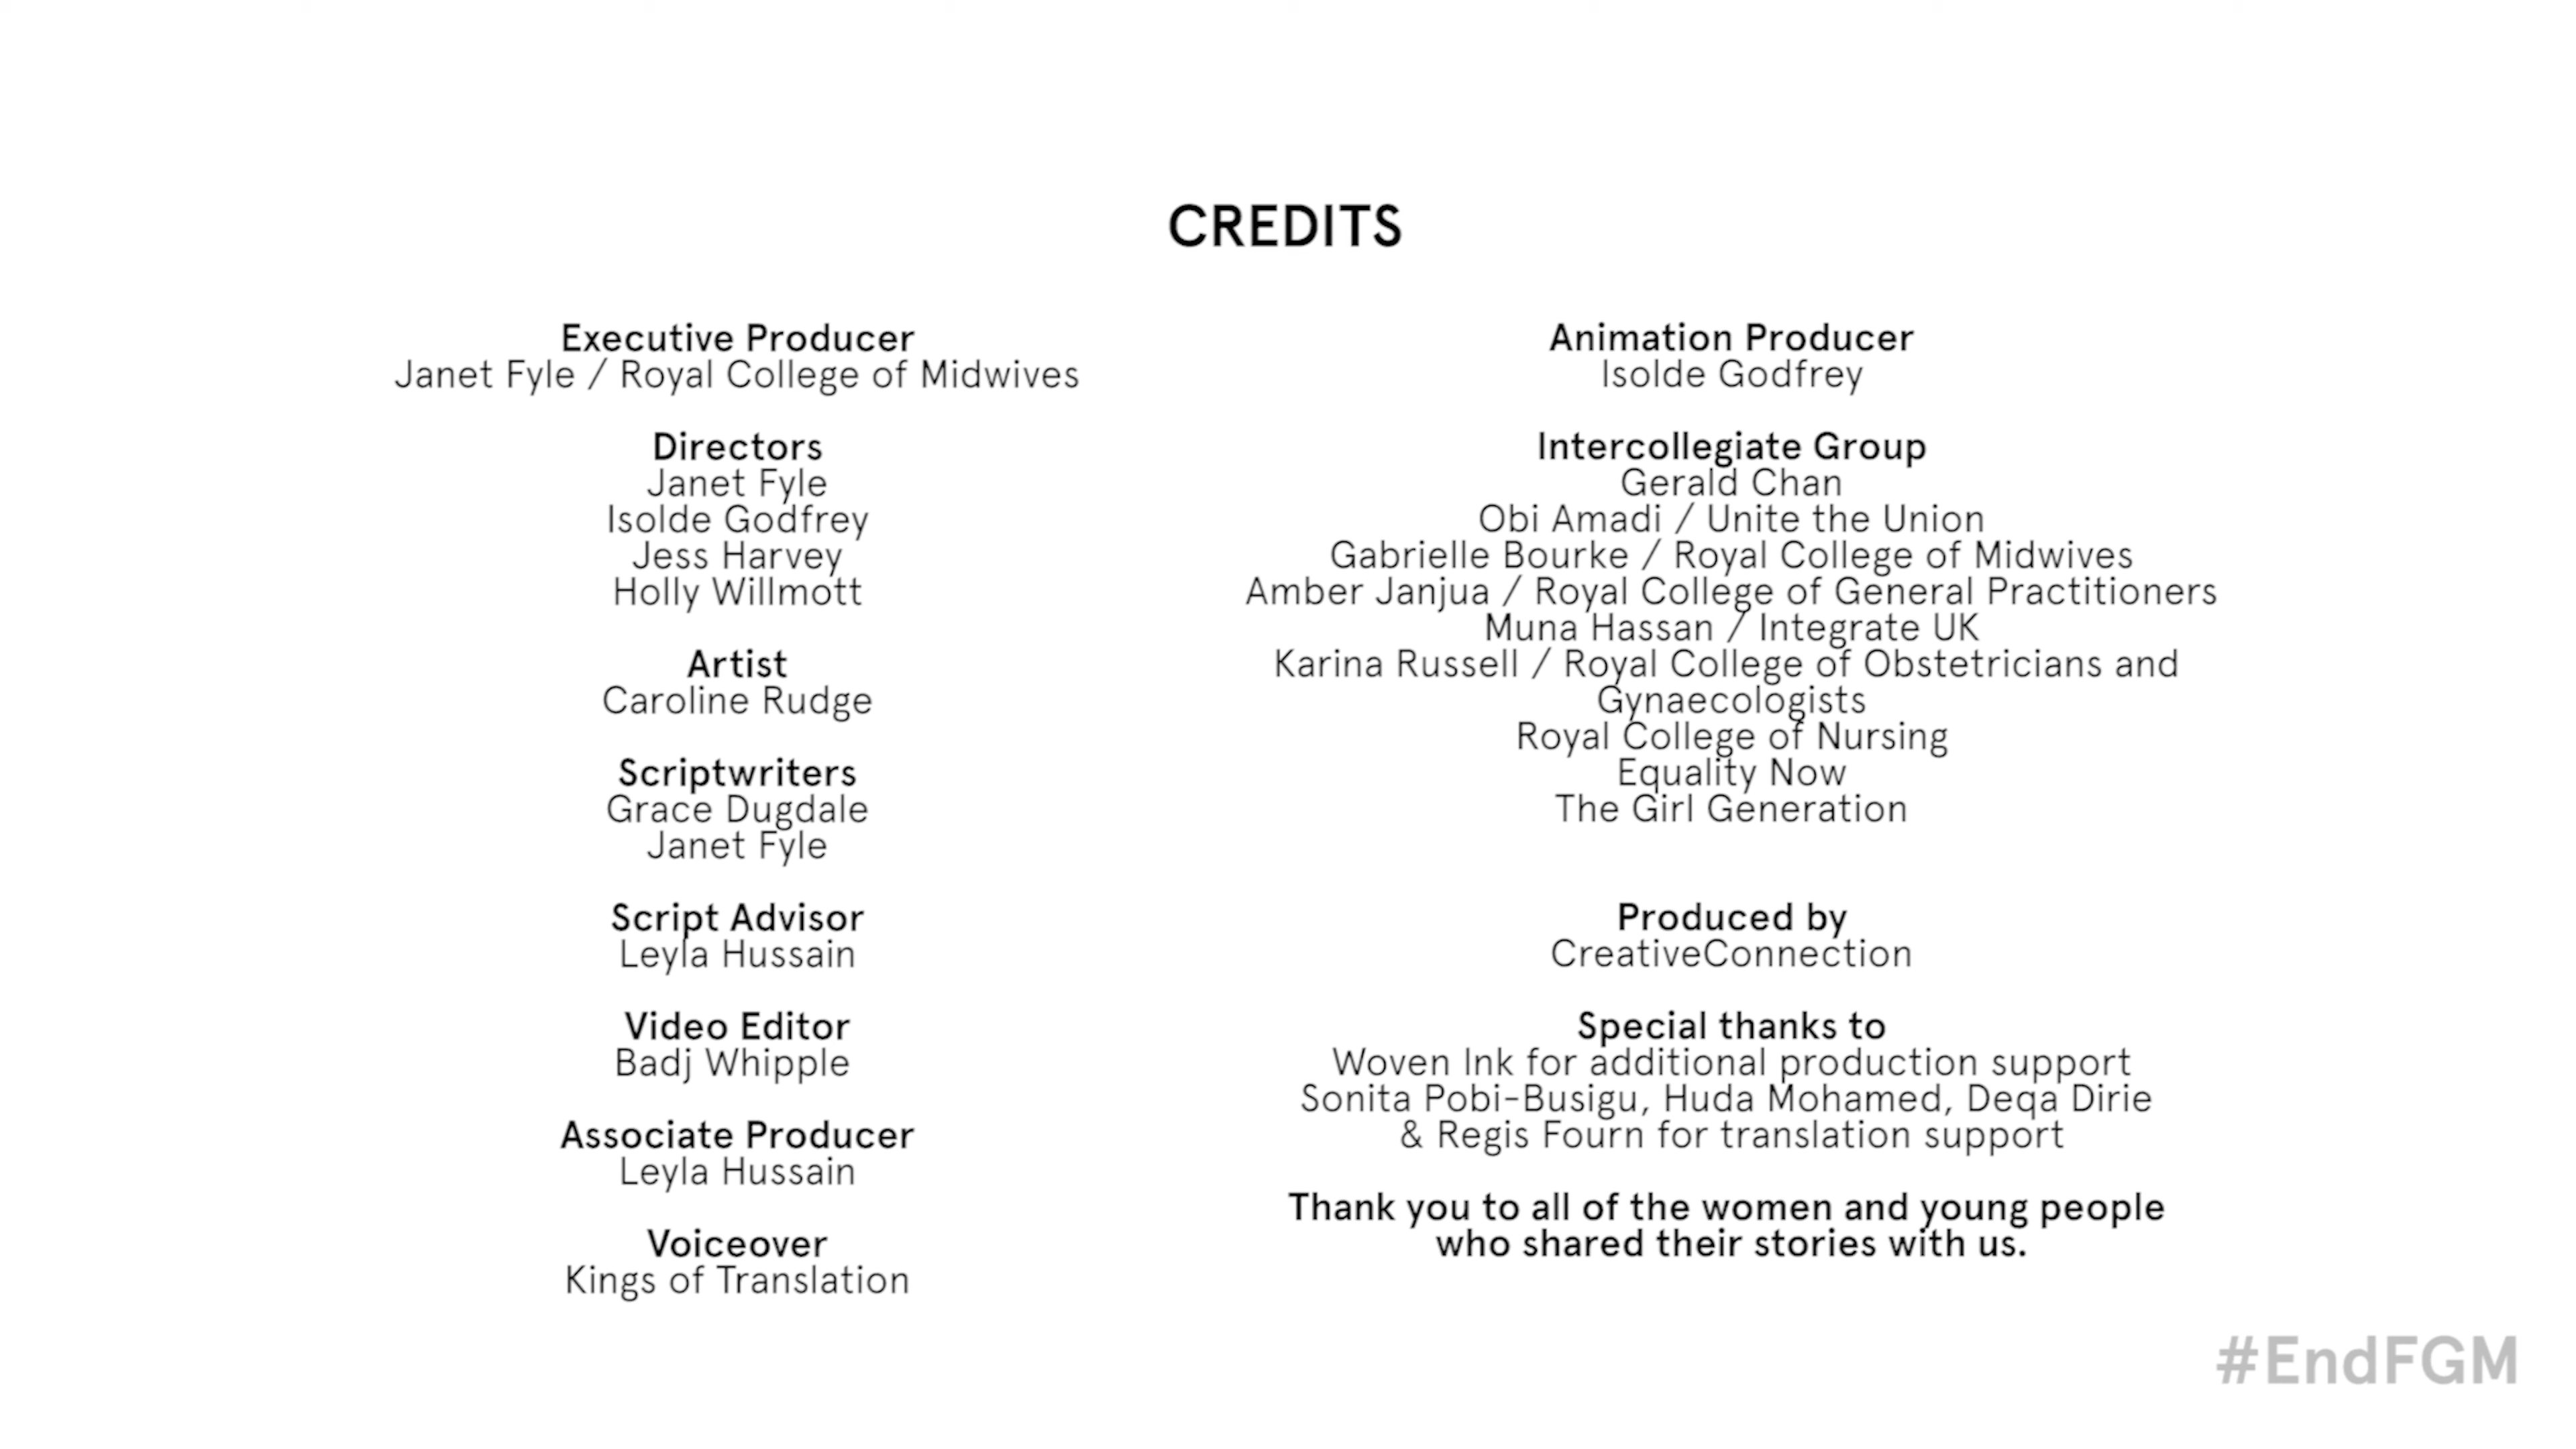 CREDITS
Executive Producer
Janet Fyle / Royal College of Midwives
Directors
Janet Fyle
Isolde Godfrey
Jess Harvey
Holly Willmott
Artist
Caroline Rudge
Scriptwriters
Grace Dugdale
Janet Fyle
Script Advisor
Leyla Hussain
Video Editor
Badj Whipple
Associate Producer
Leyla Hussain
Voiceover
Kings of Translation
Animation Producer
Isolde Godfrey
Intercollegiate Group
Gerald Chan
Obi Amadi / Unite the Union
Gabrielle Bourke / Royal College of Midwives
Amber Janjua / Royal College of General Practitioners
Muna Hassan / Integrate UK
Karina Russell / Royal College of Obstetricians and
Gynaecologists
Royal College of Nursing
Equality Now
The Girl Generation
Produced by
CreativeConnection
Special thanks to
Woven Ink for additional production support
Sonita Pobi-Busigu, Huda Mohamed, Deqa Dirie
& Regis Fourn for translation support
Thank you to all of the women and young people
who shared their stories with us.
#EndFGM